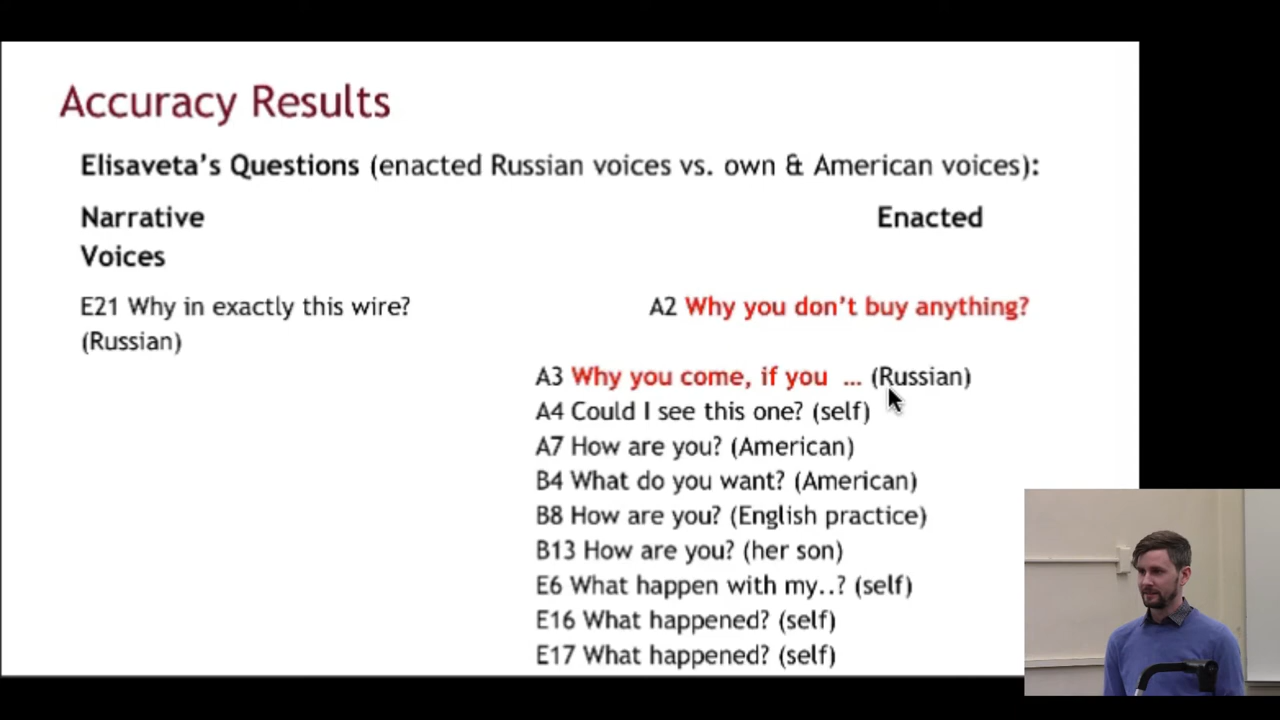 Accuracy Results
Elisaveta's Questions (enacted Russian voices vs. own & American voices):
Narrative Enacted
Voices
E21 Why in exactly this wire? A2 Why you don't buy anything?
(Russian)
A3 Why you come, if you ... (Russian)
A4 Could I see this one? (self)
A7 How are you? (American)
B4 What do you want? (American)
B8 How are you? (English practice)
B13 How are you? (her son)
E6 What happen with my..? (self)
E16 What happened? (self)
E17 What happened? (self)